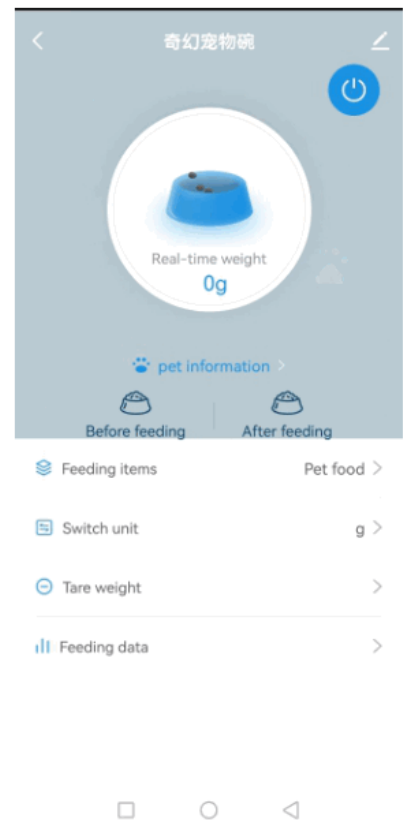 奇幻宠物碗
Real-time weight
0g
pet information
Before feeding
After feeding
Feeding items
Pet food
Switch unit
g
Tare weight
Feeding data